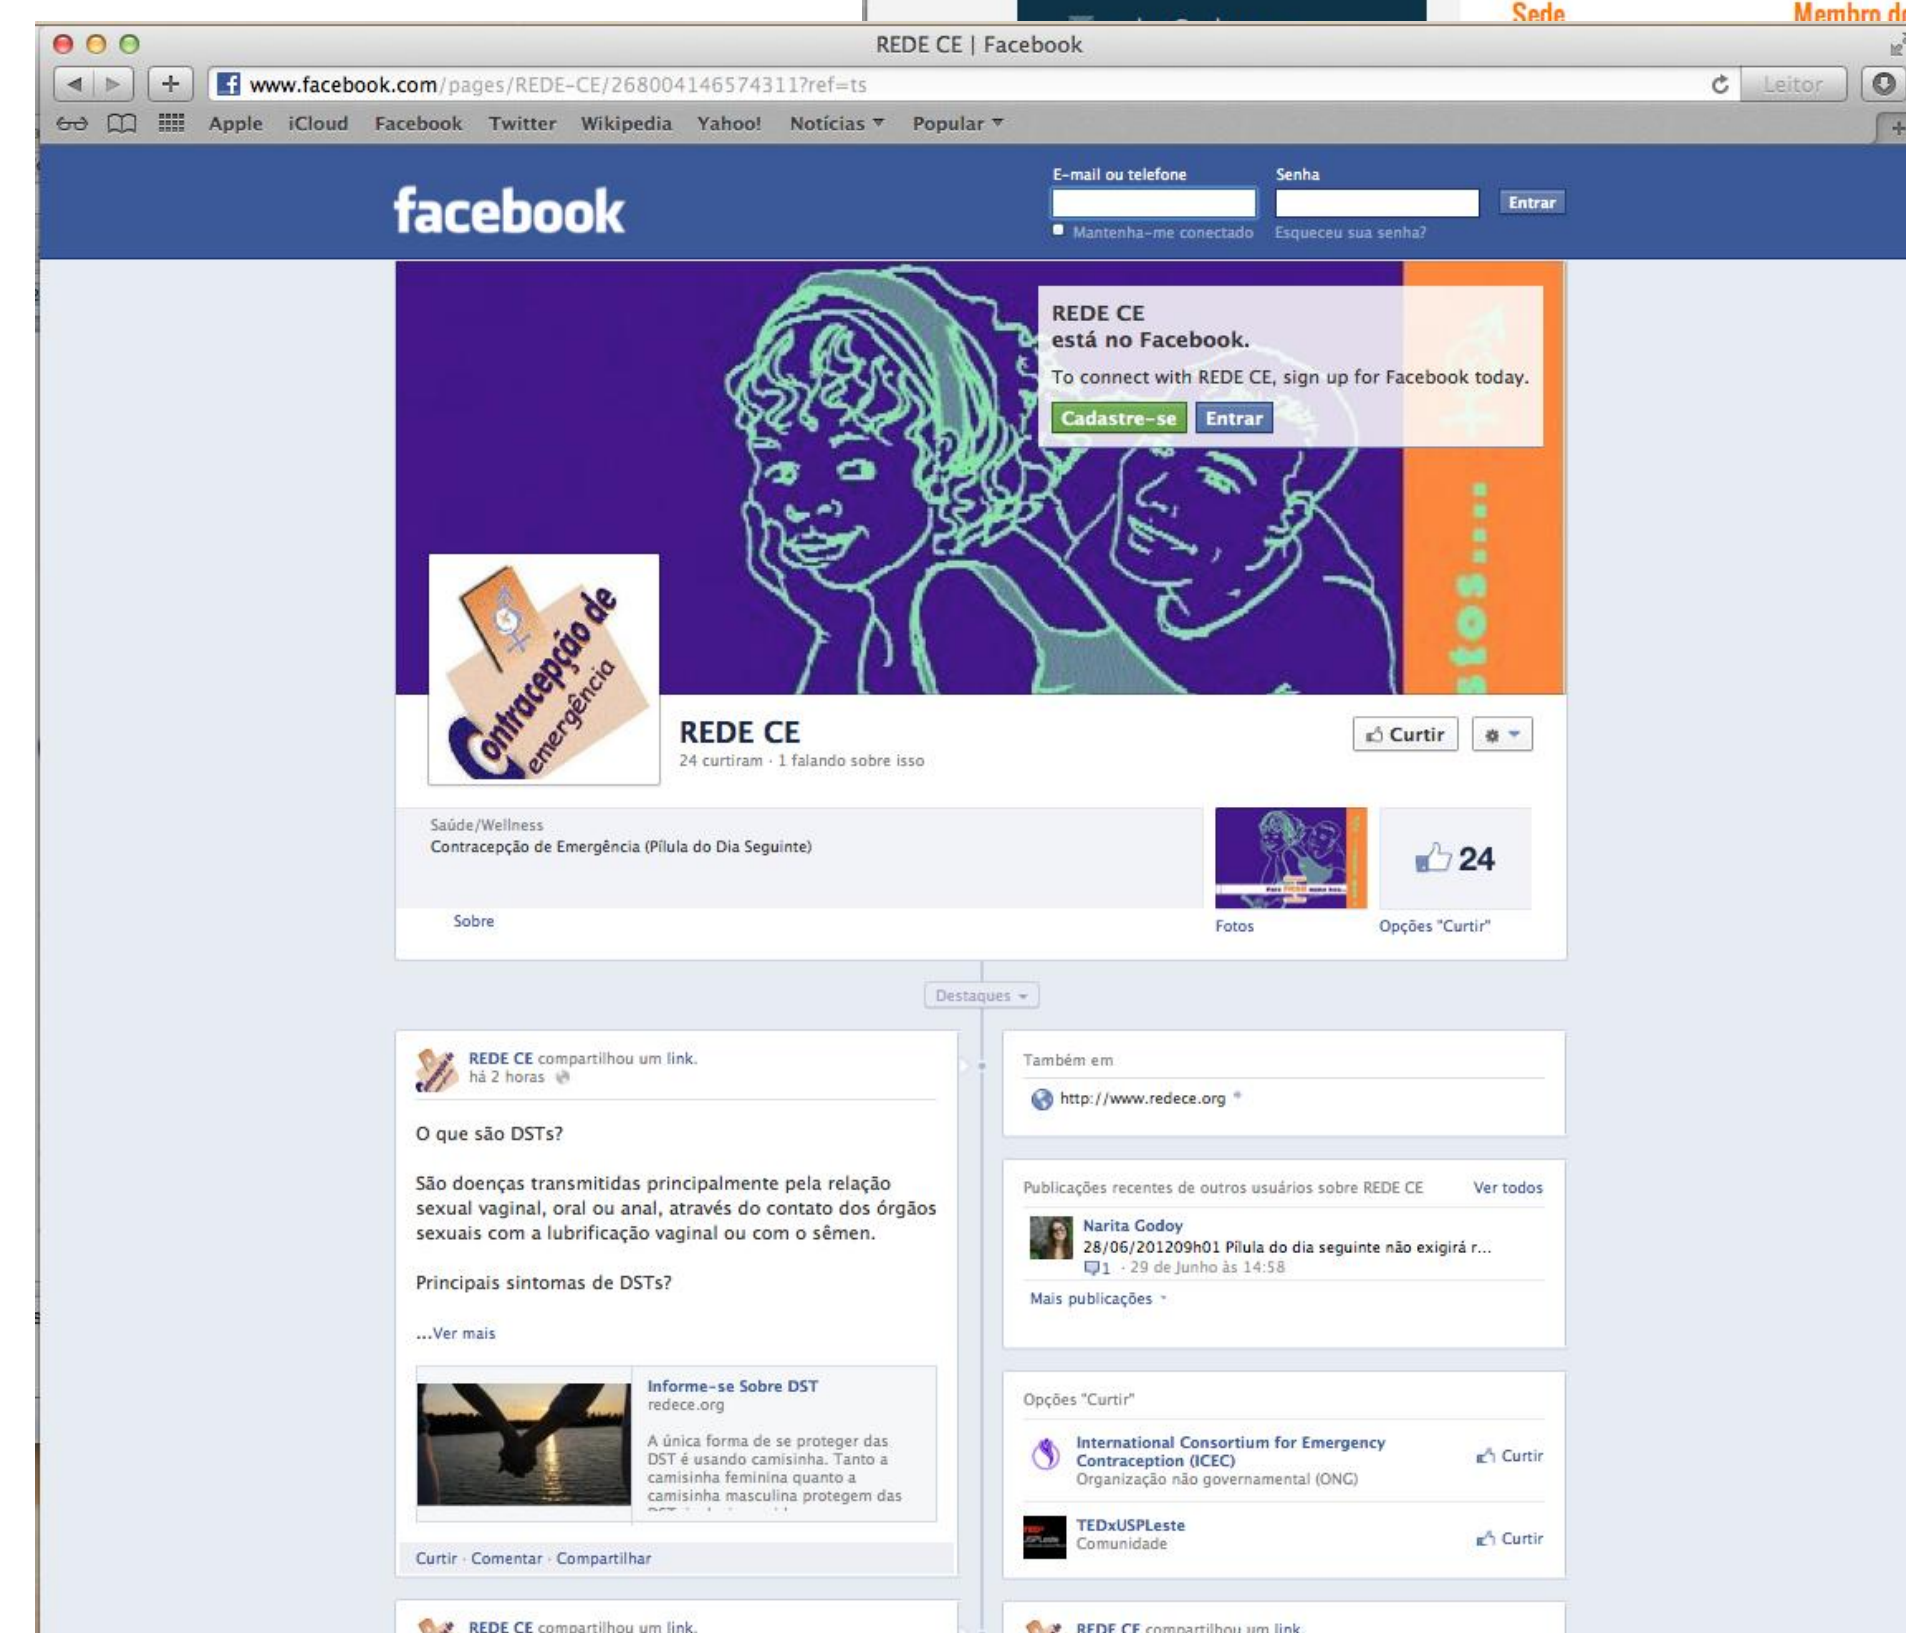 Sede
Membro d
REDE CE | Facebook
www.facebook.com/pages/REDE-CE/268004146574311?ref=ts
Leitor
Apple iCloud Facebook Twitter Wikipedia Yahoo! Notícias Popular
facebook
E-mail ou telefone
Senha
Entrar
Mantenha-me conectado
Esqueceu sua senha?
REDE CE
está no Facebook.
To connect with REDE CE, sign up for Facebook today.
Cadastre-se Entrar
stos....
Contracepção de
emergência
REDE CE
24 curtiram · 1 falando sobre isso
Curtir
Saúde/Wellness
Contracepção de Emergência (Pílula do Dia Seguinte)
24
Sobre
Fotos
Opções "Curtir"
Destaques
REDE CE compartilhou um link.
há 2 horas
O que são DSTs?
São doenças transmitidas principalmente pela relação
sexual vaginal, oral ou anal, através do contato dos órgãos
sexuais com a lubrificação vaginal ou com o sêmen.
Principais sintomas de DSTs?
...Ver mais
Informe-se Sobre DST
redece.org
A única forma de se proteger das
DST é usando camisinha. Tanto a
camisinha feminina quanto a
camisinha masculina protegem das
Curtir · Comentar · Compartilhar
REDE CE compartilhou um link.
Também em
http://www.redece.org
Publicações recentes de outros usuários sobre REDE CE
Ver todos
Narita Godoy
28/06/201209h01 Pílula do dia seguinte não exigirá r...
1 · 29 de Junho às 14:58
Mais publicações
Opções "Curtir"
International Consortium for Emergency
Contraception (ICEC)
Organização não governamental (ONG)
Curtir
TEDxUSPLeste
Comunidade
Curtir
REDE CE compartilhou um link.